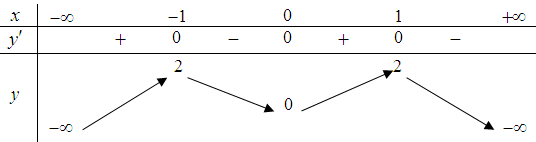 x −∞ −1 0 1 +∞
y′ + 0 − 0 + 0 −
2 2
y 0
−∞ −∞